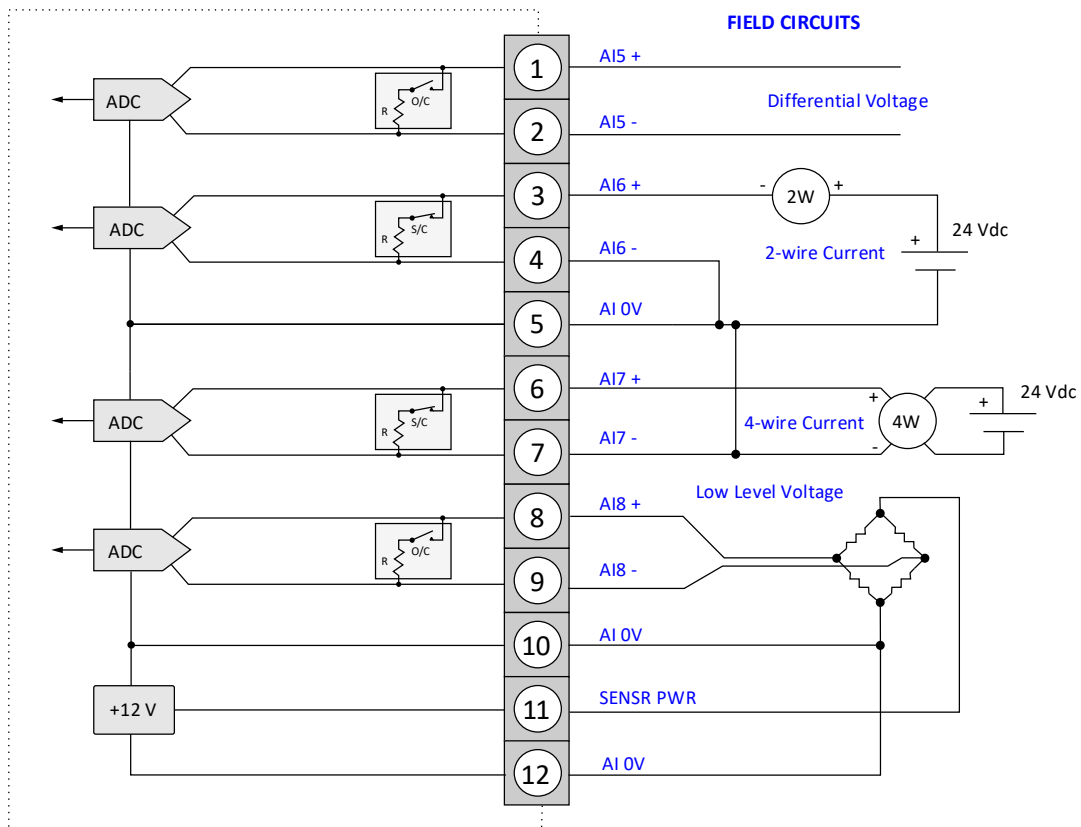 FIELD CIRCUITS
ADC
R
O/C
1
AI5 +
Differential Voltage
2
AI5 -
ADC
R
S/C
3
AI6 +
- 2W +
24 Vdc
+
2-wire Current
4
AI6 -
5
AI 0V
ADC
R
S/C
6
AI7 +
24 Vdc
+
+
4-wire Current
4W
-
7
AI7 -
Low Level Voltage
ADC
R
O/C
8
AI8 +
9
AI8 -
10
AI 0V
+12 V
11
SENSR PWR
12
AI 0V